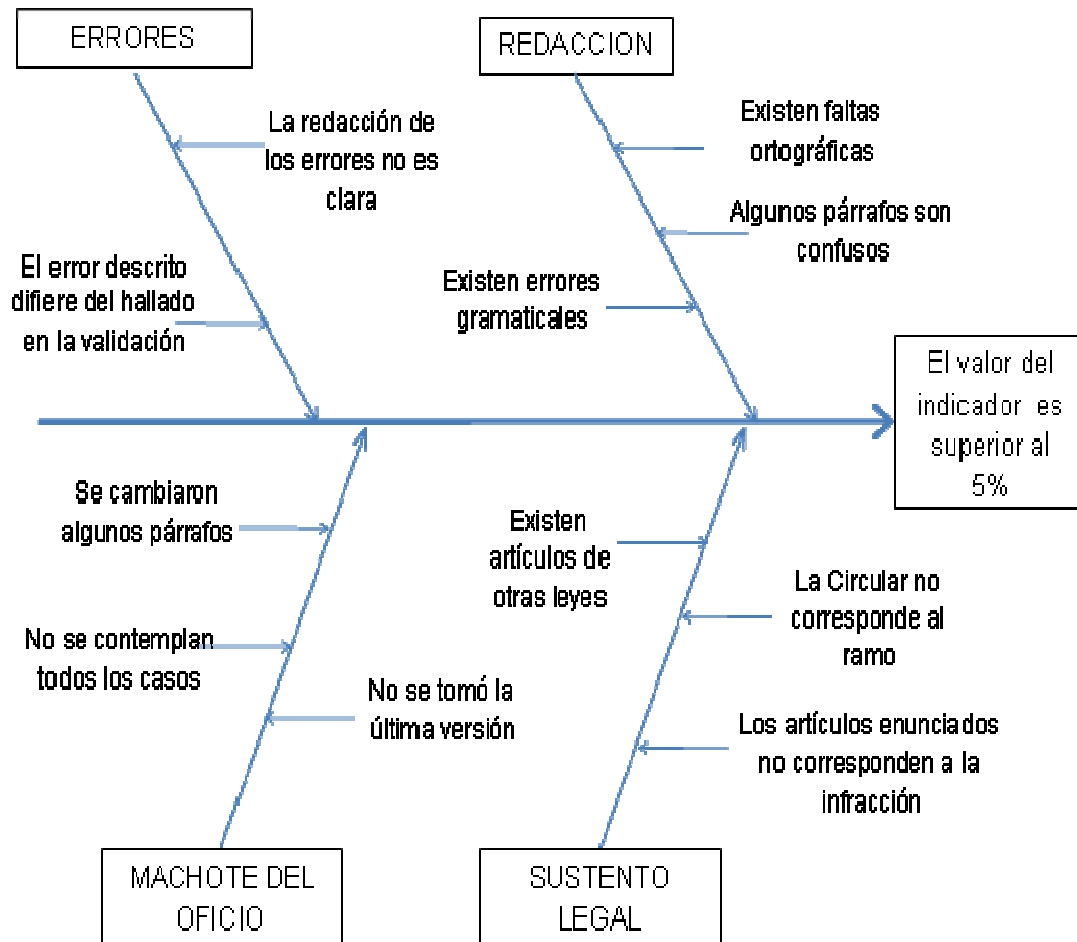 ERRORES
REDACCION
La redacción de
los errores no es
clara
El error descrito
difiere del hallado
en la validación
Existen faltas
ortográficas
Algunos párrafos son
confusos
Existen errores
gramaticales
El valor del
indicador es
superior al
5%
Se cambiaron
algunos párrafos
No se contemplan
todos los casos
No se tomó la
última versión
Existen
artículos de
otras leyes
La Circular no
corresponde al
ramo
Los artículos enunciados
no corresponden a la
infracción
MACHOTE DEL
OFICIO
SUSTENTO
LEGAL